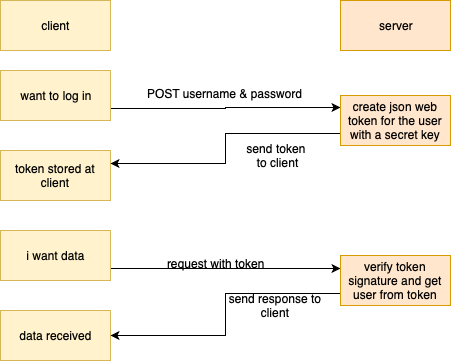 client
server
want to log in
POST username & password
create json web
token for the user
with a secret key
send token
to client
token stored at
client
i want data
request with token
verify token
signature and get
user from token
send response to
client
data received